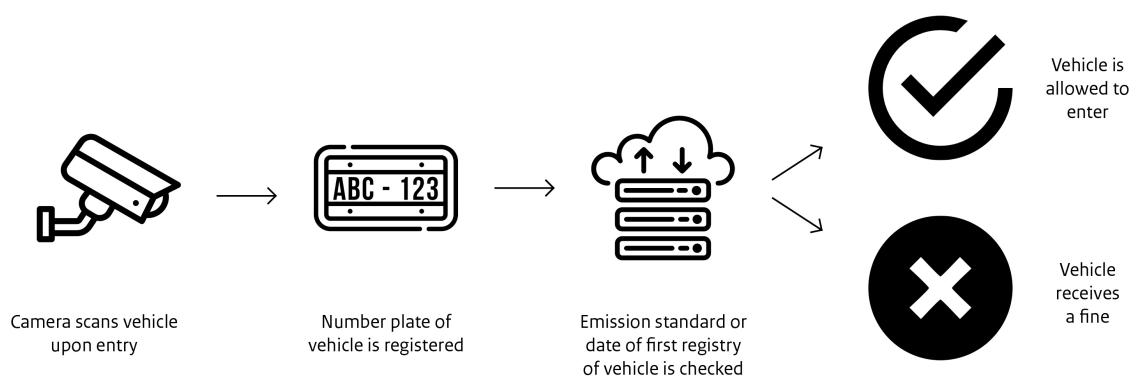 Camera scans vehicle
upon entry
ABC - 123
Number plate of
vehicle is registered
Emission standard or
date of first registry
of vehicle is checked
Vehicle is
allowed to
enter
Vehicle
receives
a fine